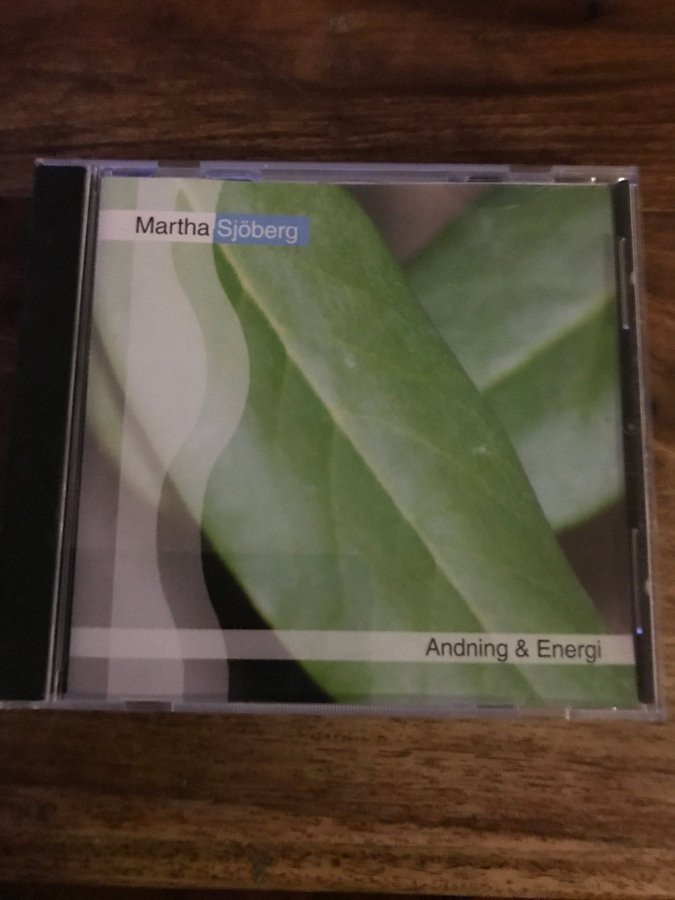 Martha Sjöberg
Andning & Energi